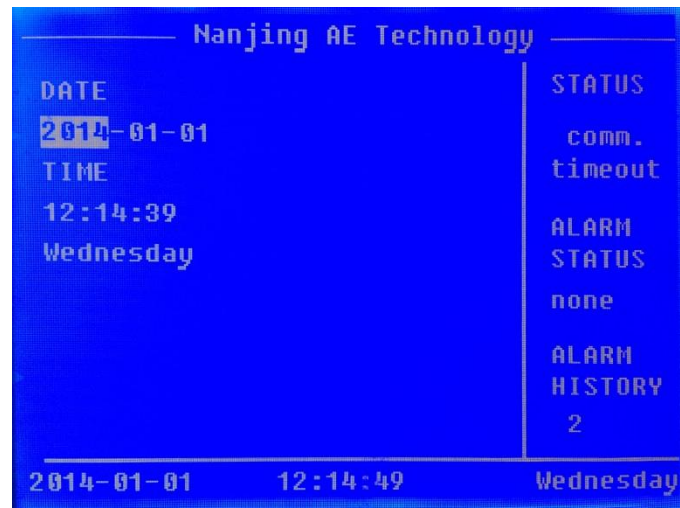 Nanjing AE Technology
DATE
2014-01-01
TIME
12:14:39
Wednesday
STATUS
comm.
timeout
ALARM
STATUS
none
ALARM
HISTORY
2
2014-01-01 12:14:49 Wednesday